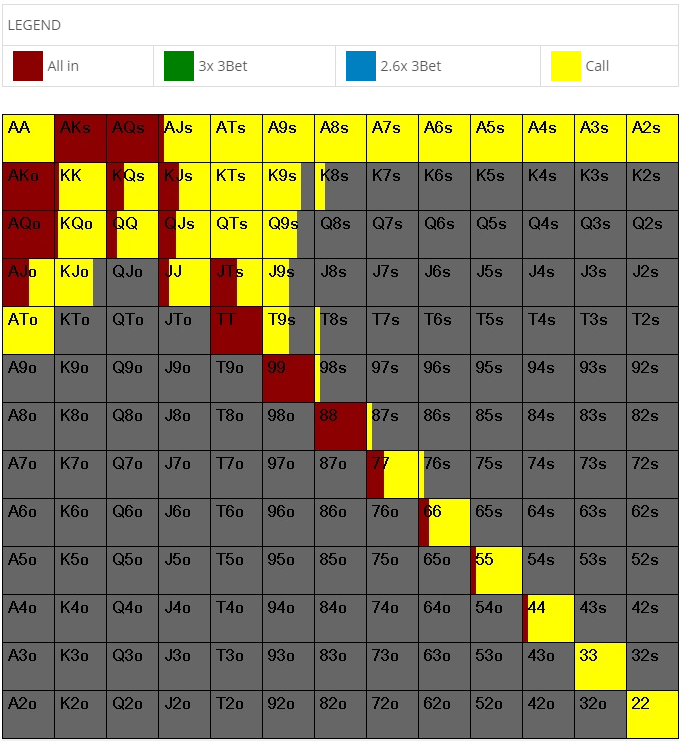 LEGEND
All in 3x 3Bet 2.6x 3Bet Call
AA AKs AQs AJs ATs A9s A8s A7s A6s A5s A4s A3s A2s
AKo KK KQs KJs KTs K9s K8s K7s K6s K5s K4s K3s K2s
AQo KQo QQ QJs QTs Q9s Q8s Q7s Q6s Q5s Q4s Q3s Q2s
AJo KJo QJo JJ JTs J9s J8s J7s J6s J5s J4s J3s J2s
ATo KTo QTo JTo TT T9s T8s T7s T6s T5s T4s T3s T2s
A9o K9o Q9o J9o T9o 99 98s 97s 96s 95s 94s 93s 92s
A8o K8o Q8o J8o T8o 98o 88 87s 86s 85s 84s 83s 82s
A7o K7o Q7o J7o T7o 97o 87o 77 76s 75s 74s 73s 72s
A6o K6o Q6o J6o T6o 96o 86o 76o 66 65s 64s 63s 62s
A5o K5o Q5o J5o T5o 95o 85o 75o 65o 55 54s 53s 52s
A4o K4o Q4o J4o T4o 94o 84o 74o 64o 54o 44 43s 42s
A3o K3o Q3o J3o T3o 93o 83o 73o 63o 53o 43o 33 32s
A2o K2o Q2o J2o T2o 92o 82o 72o 62o 52o 42o 32o 22